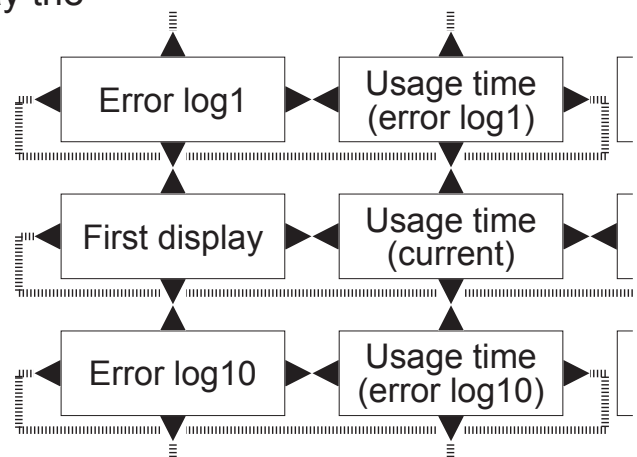 the
Error log1
Usage time
(error log1)
First display
Usage time
(current)
Error log10
Usage time
(error log10)